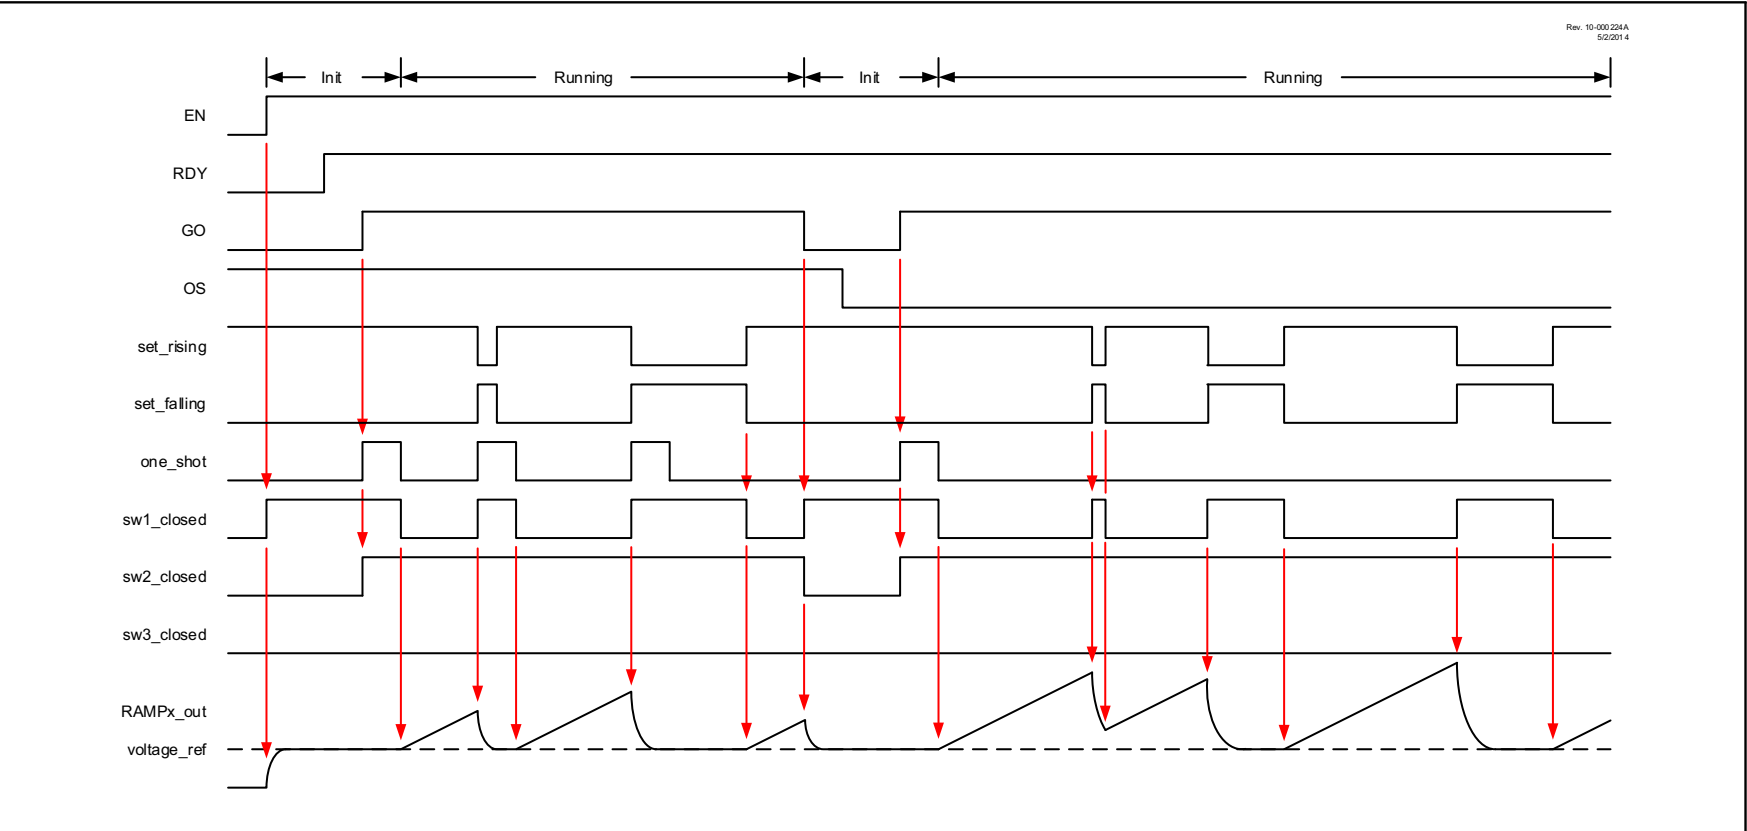 Rev. 10-000224A
5/2/2014
Init Running Init Running
EN
RDY
GO
OS
set_rising
set_falling
one_shot
sw1_closed
sw2_closed
sw3_closed
RAMPx_out
voltage_ref